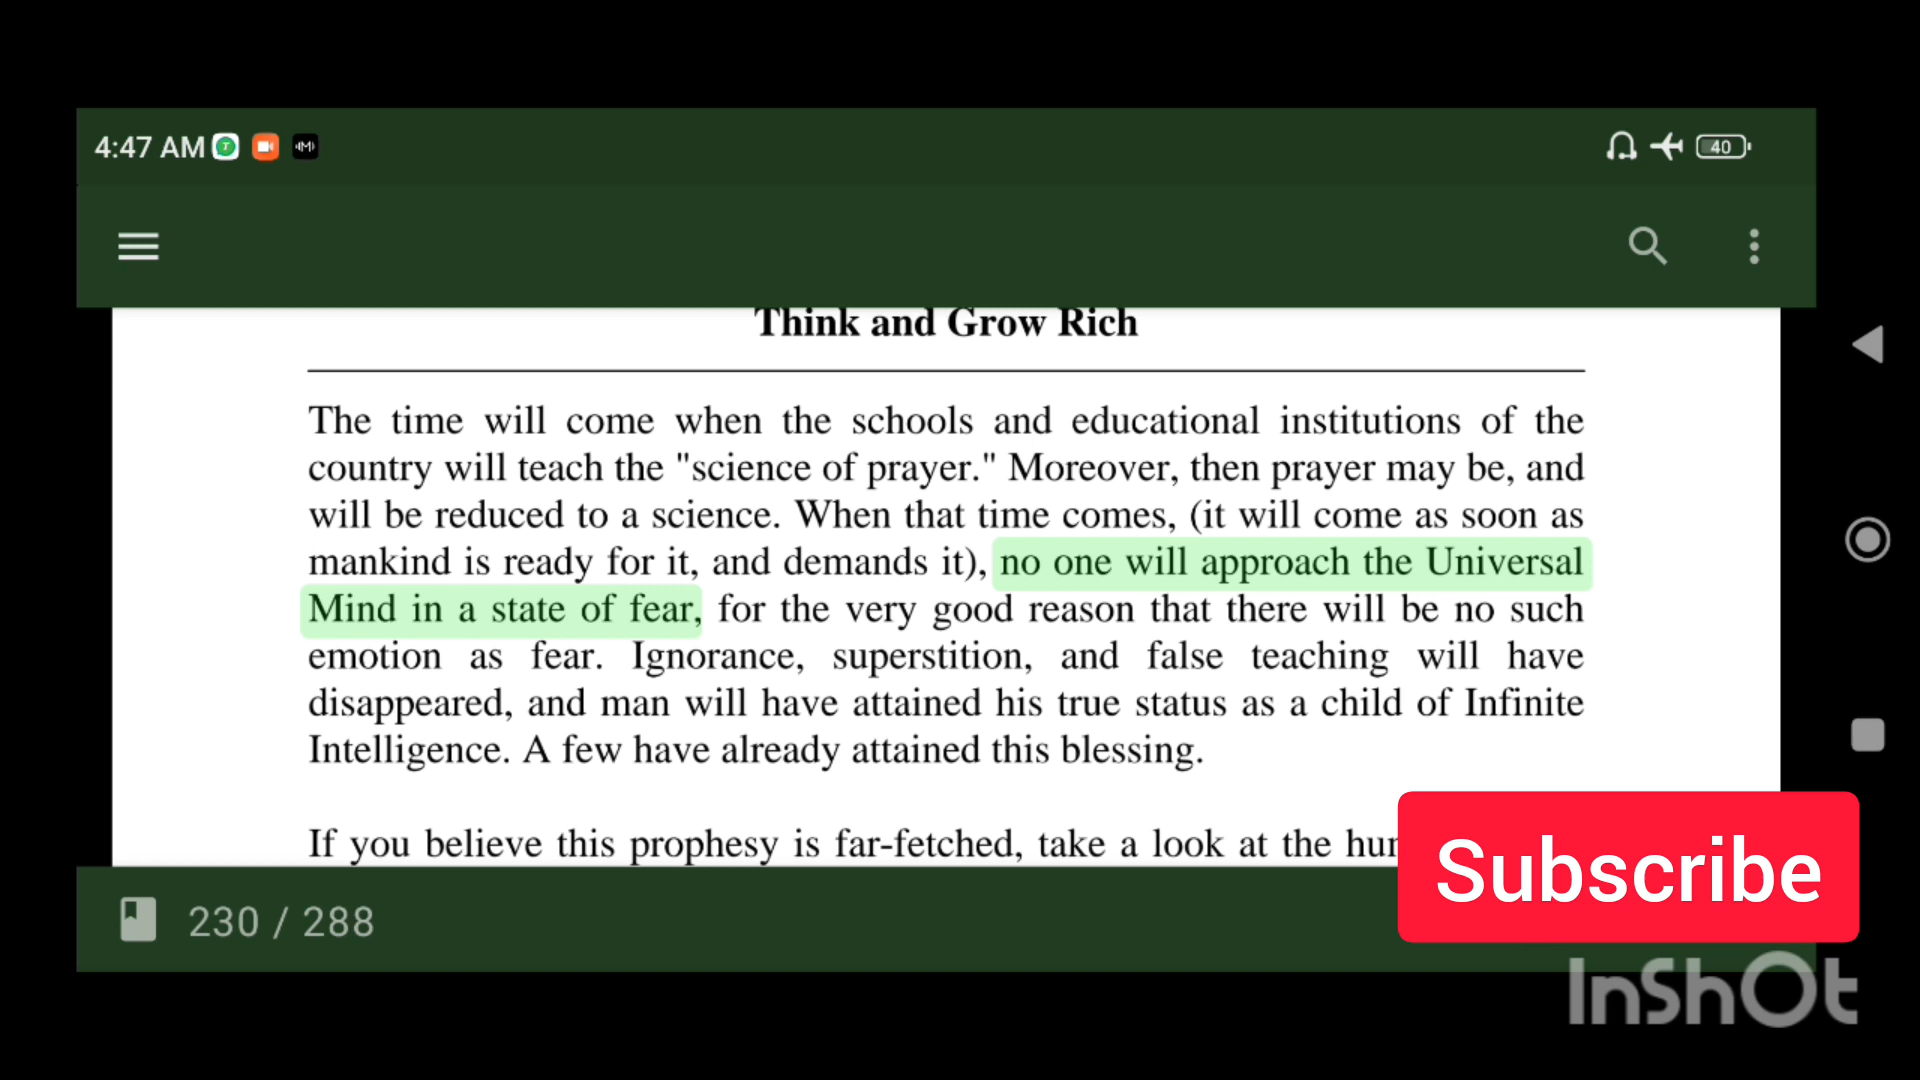 4:47 AM
40
Think and Grow Rich
The time will come when the schools and educational institutions of the
country will teach the "science of prayer." Moreover, then prayer may be, and
will be reduced to a science. When that time comes, (it will come as soon as
mankind is ready for it, and demands it), no one will approach the Universal
Mind in a state of fear, for the very good reason that there will be no such
emotion as fear. Ignorance, superstition, and false teaching will have
disappeared, and man will have attained his true status as a child of Infinite
Intelligence. A few have already attained this blessing.
If you believe this prophesy is far-fetched, take a look at the
Subscribe
230 / 288
InShOt